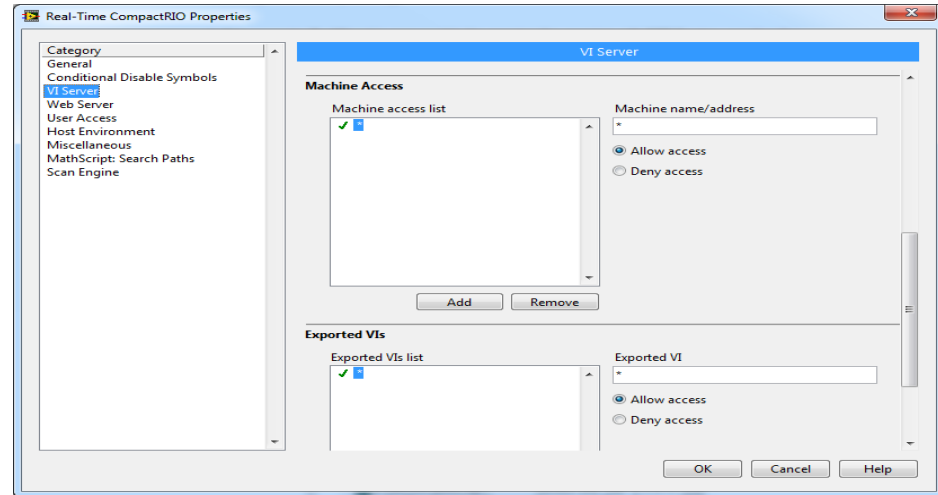 Real-Time CompactRIO Properties
Category
General
Conditional Disable Symbols
VI Server
Web Server
User Access
Host Environment
Miscellaneous
MathScript: Search Paths
Scan Engine
VI Server
Machine Access
Machine access list
*
Machine name/address
*
Allow access
Deny access
Add
Remove
Exported VIs
Exported VIs list
*
Exported VI
*
Allow access
Deny access
OK
Cancel
Help